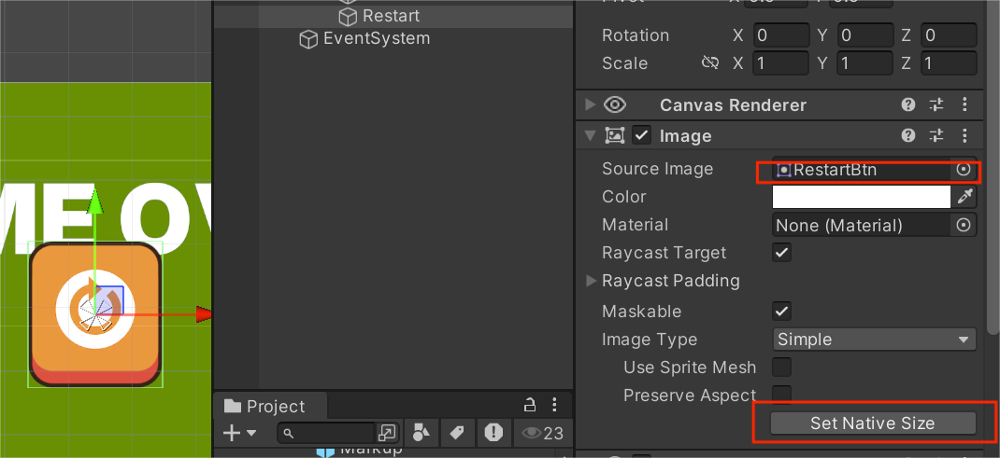 Restart
EventSystem
ME OV
Project
23
Markup
Rotation X 0 Y 0 Z 0
Scale X 1 Y 1 Z 1
Canvas Renderer
Image
Source Image RestartBtn
Color
Material None (Material)
Raycast Target
Raycast Padding
Maskable
Image Type Simple
Use Sprite Mesh
Preserve Aspect
Set Native Size